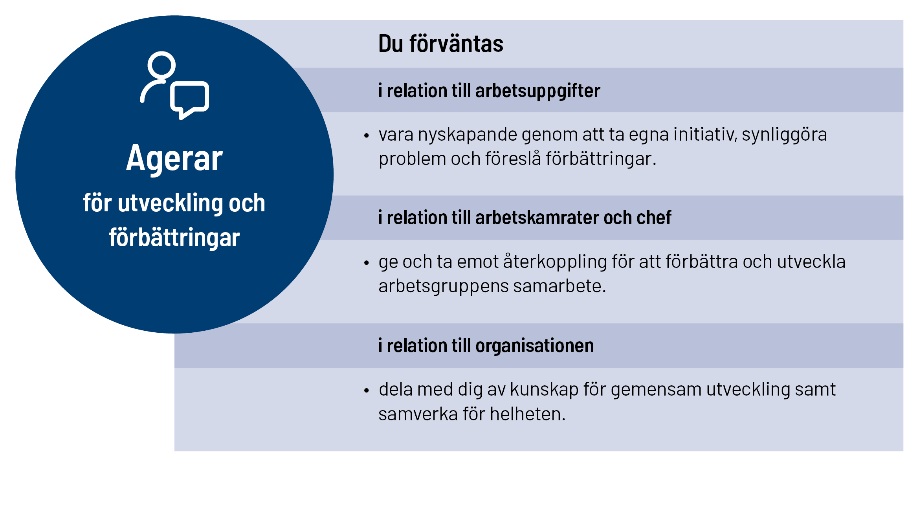 Agerar
för utveckling och
förbättringar
Du förväntas
i relation till arbetsuppgifter
• vara nyskapande genom att ta egna initiativ, synliggöra
problem och föreslå förbättringar.
i relation till arbetskamrater och chef
• ge och ta emot återkoppling för att förbättra och utveckla
arbetsgruppens samarbete.
i relation till organisationen
• dela med dig av kunskap för gemensam utveckling samt
samverka för helheten.